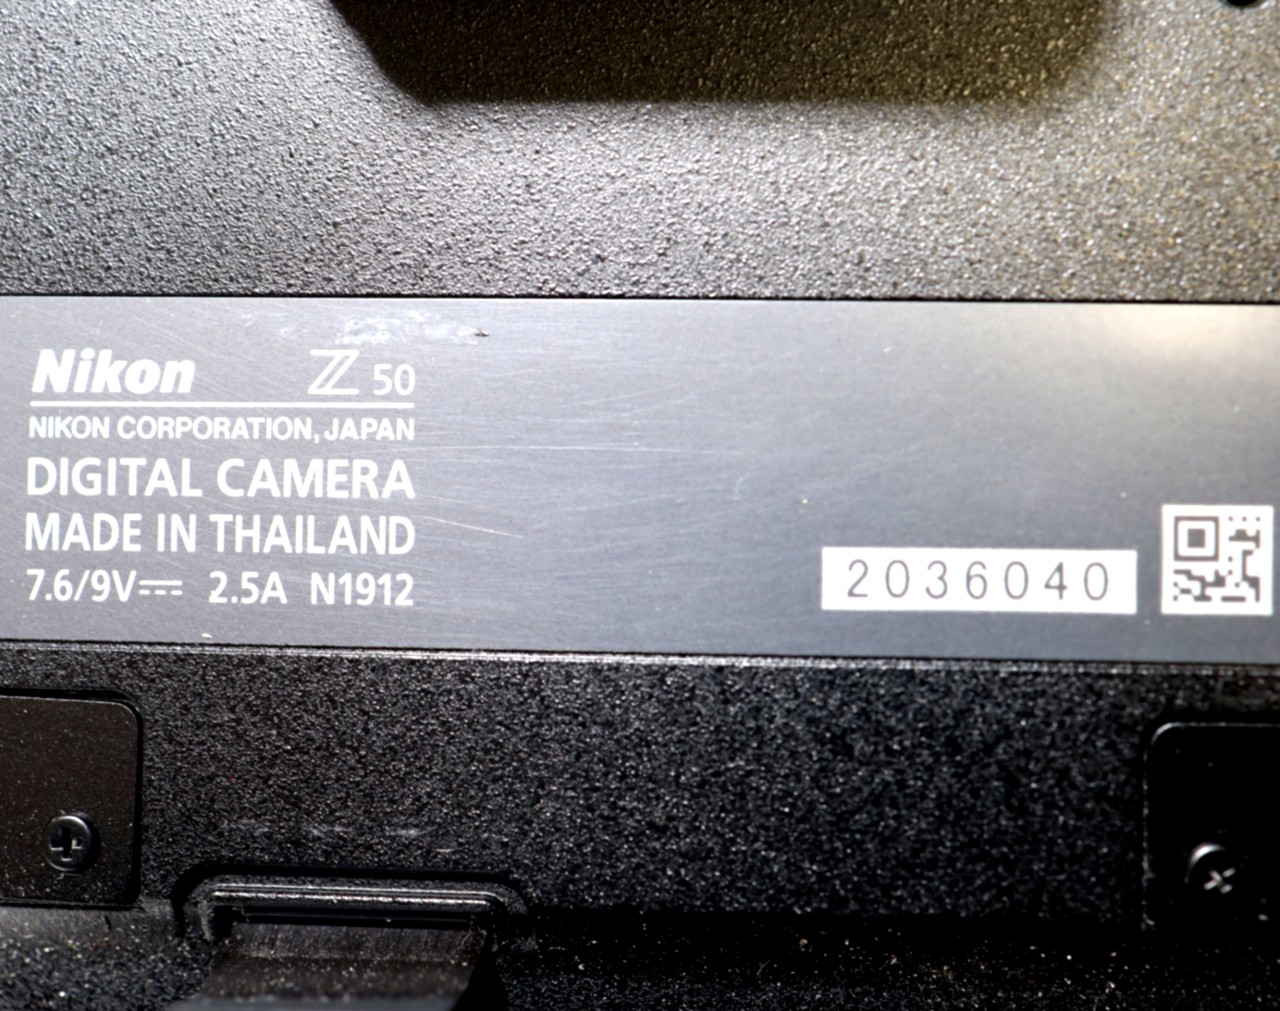 Nikon Z 50
NIKON CORPORATION, JAPAN
DIGITAL CAMERA
MADE IN THAILAND
7.6/9V⎓ 2.5A N1912
2036040